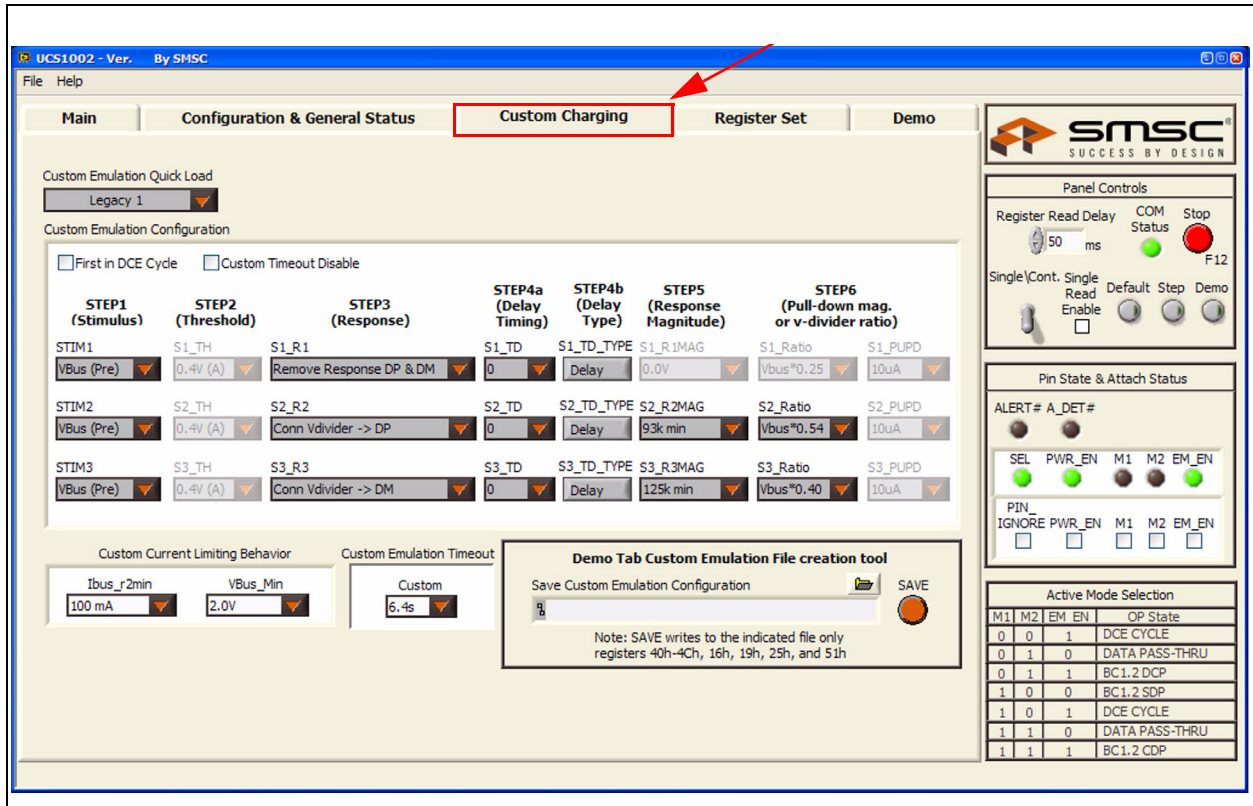 UCS1002 - Ver. By SMSC
File Help
Main
Configuration & General Status
Custom Charging
Register Set
Demo
Custom Emulation Quick Load
Legacy 1
Custom Emulation Configuration
First in DCE Cycle
Custom Timeout Disable
STEP1
(Stimulus)
STEP2
(Threshold)
STEP3
(Response)
STEP4a
(Delay
Timing)
STEP4b
(Delay
Type)
STEP5
(Response
Magnitude)
STEP6
(Pull-down mag.
or v-divider ratio)
STIM1 S1_TH S1_R1 S1_TD S1_TD_TYPE S1_R1MAG S1_Ratio S1_PUPD
VBus (Pre) 0.4V (A) Remove Response DP & DM 0 Delay 0.0V Vbus*0.25 10uA
STIM2 S2_TH S2_R2 S2_TD S2_TD_TYPE S2_R2MAG S2_Ratio S2_PUPD
VBus (Pre) 0.4V (A) Conn Vdivider -> DP 0 Delay 93k min Vbus*0.54 10uA
STIM3 S3_TH S3_R3 S3_TD S3_TD_TYPE S3_R3MAG S3_Ratio S3_PUPD
VBus (Pre) 0.4V (A) Conn Vdivider -> DM 0 Delay 125k min Vbus*0.40 10uA
Custom Current Limiting Behavior
Ibus_r2min VBus_Min
100 mA 2.0V
Custom Emulation Timeout
Custom
6.4s
Demo Tab Custom Emulation File creation tool
Save Custom Emulation Configuration
SAVE
Note: SAVE writes to the indicated file only
registers 40h-4Ch, 16h, 19h, 25h, and 51h
SMSC®
SUCCESS BY DESIGN
Panel Controls
Register Read Delay
50 ms
COM
Status
Stop
F12
Single\Cont.
Single
Read
Enable
Default Step Demo
Pin State & Attach Status
ALERT# A_DET#
SEL PWR_EN M1 M2 EM_EN
PIN_
IGNORE PWR_EN M1 M2 EM_EN
Active Mode Selection
M1 M2 EM EN OP State
0 0 1 DCE CYCLE
0 1 0 DATA PASS-THRU
0 1 1 BC1.2 DCP
1 0 0 BC1.2 SDP
1 0 1 DCE CYCLE
1 1 0 DATA PASS-THRU
1 1 1 BC1.2 CDP